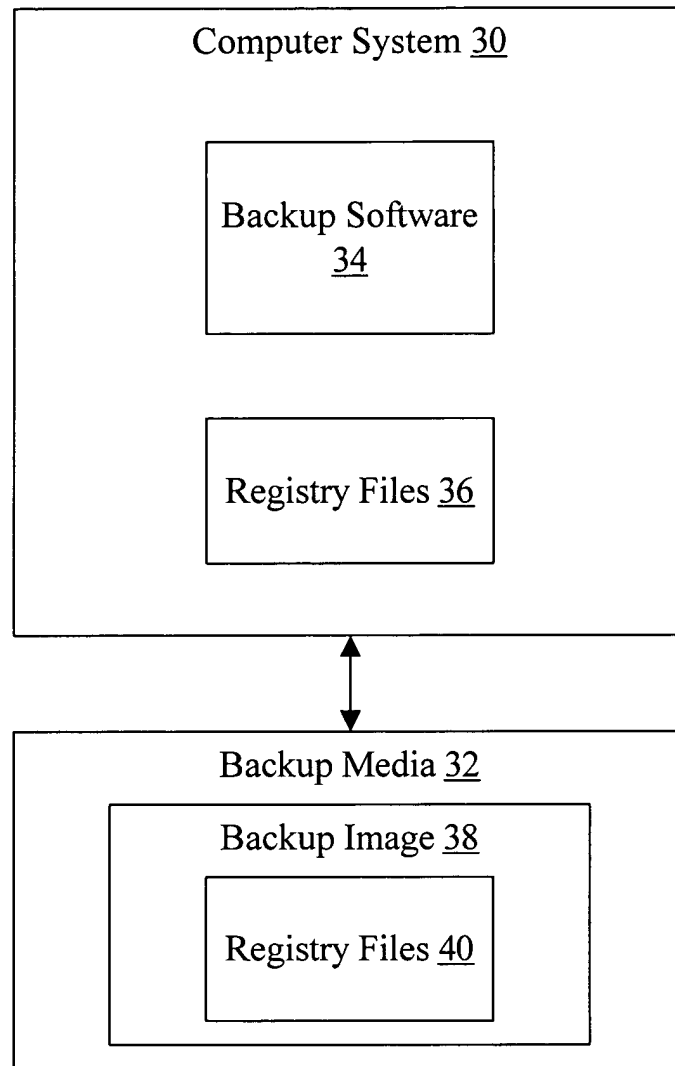 Computer System 30
Backup Software
34
Registry Files 36
Backup Media 32
Backup Image 38
Registry Files 40